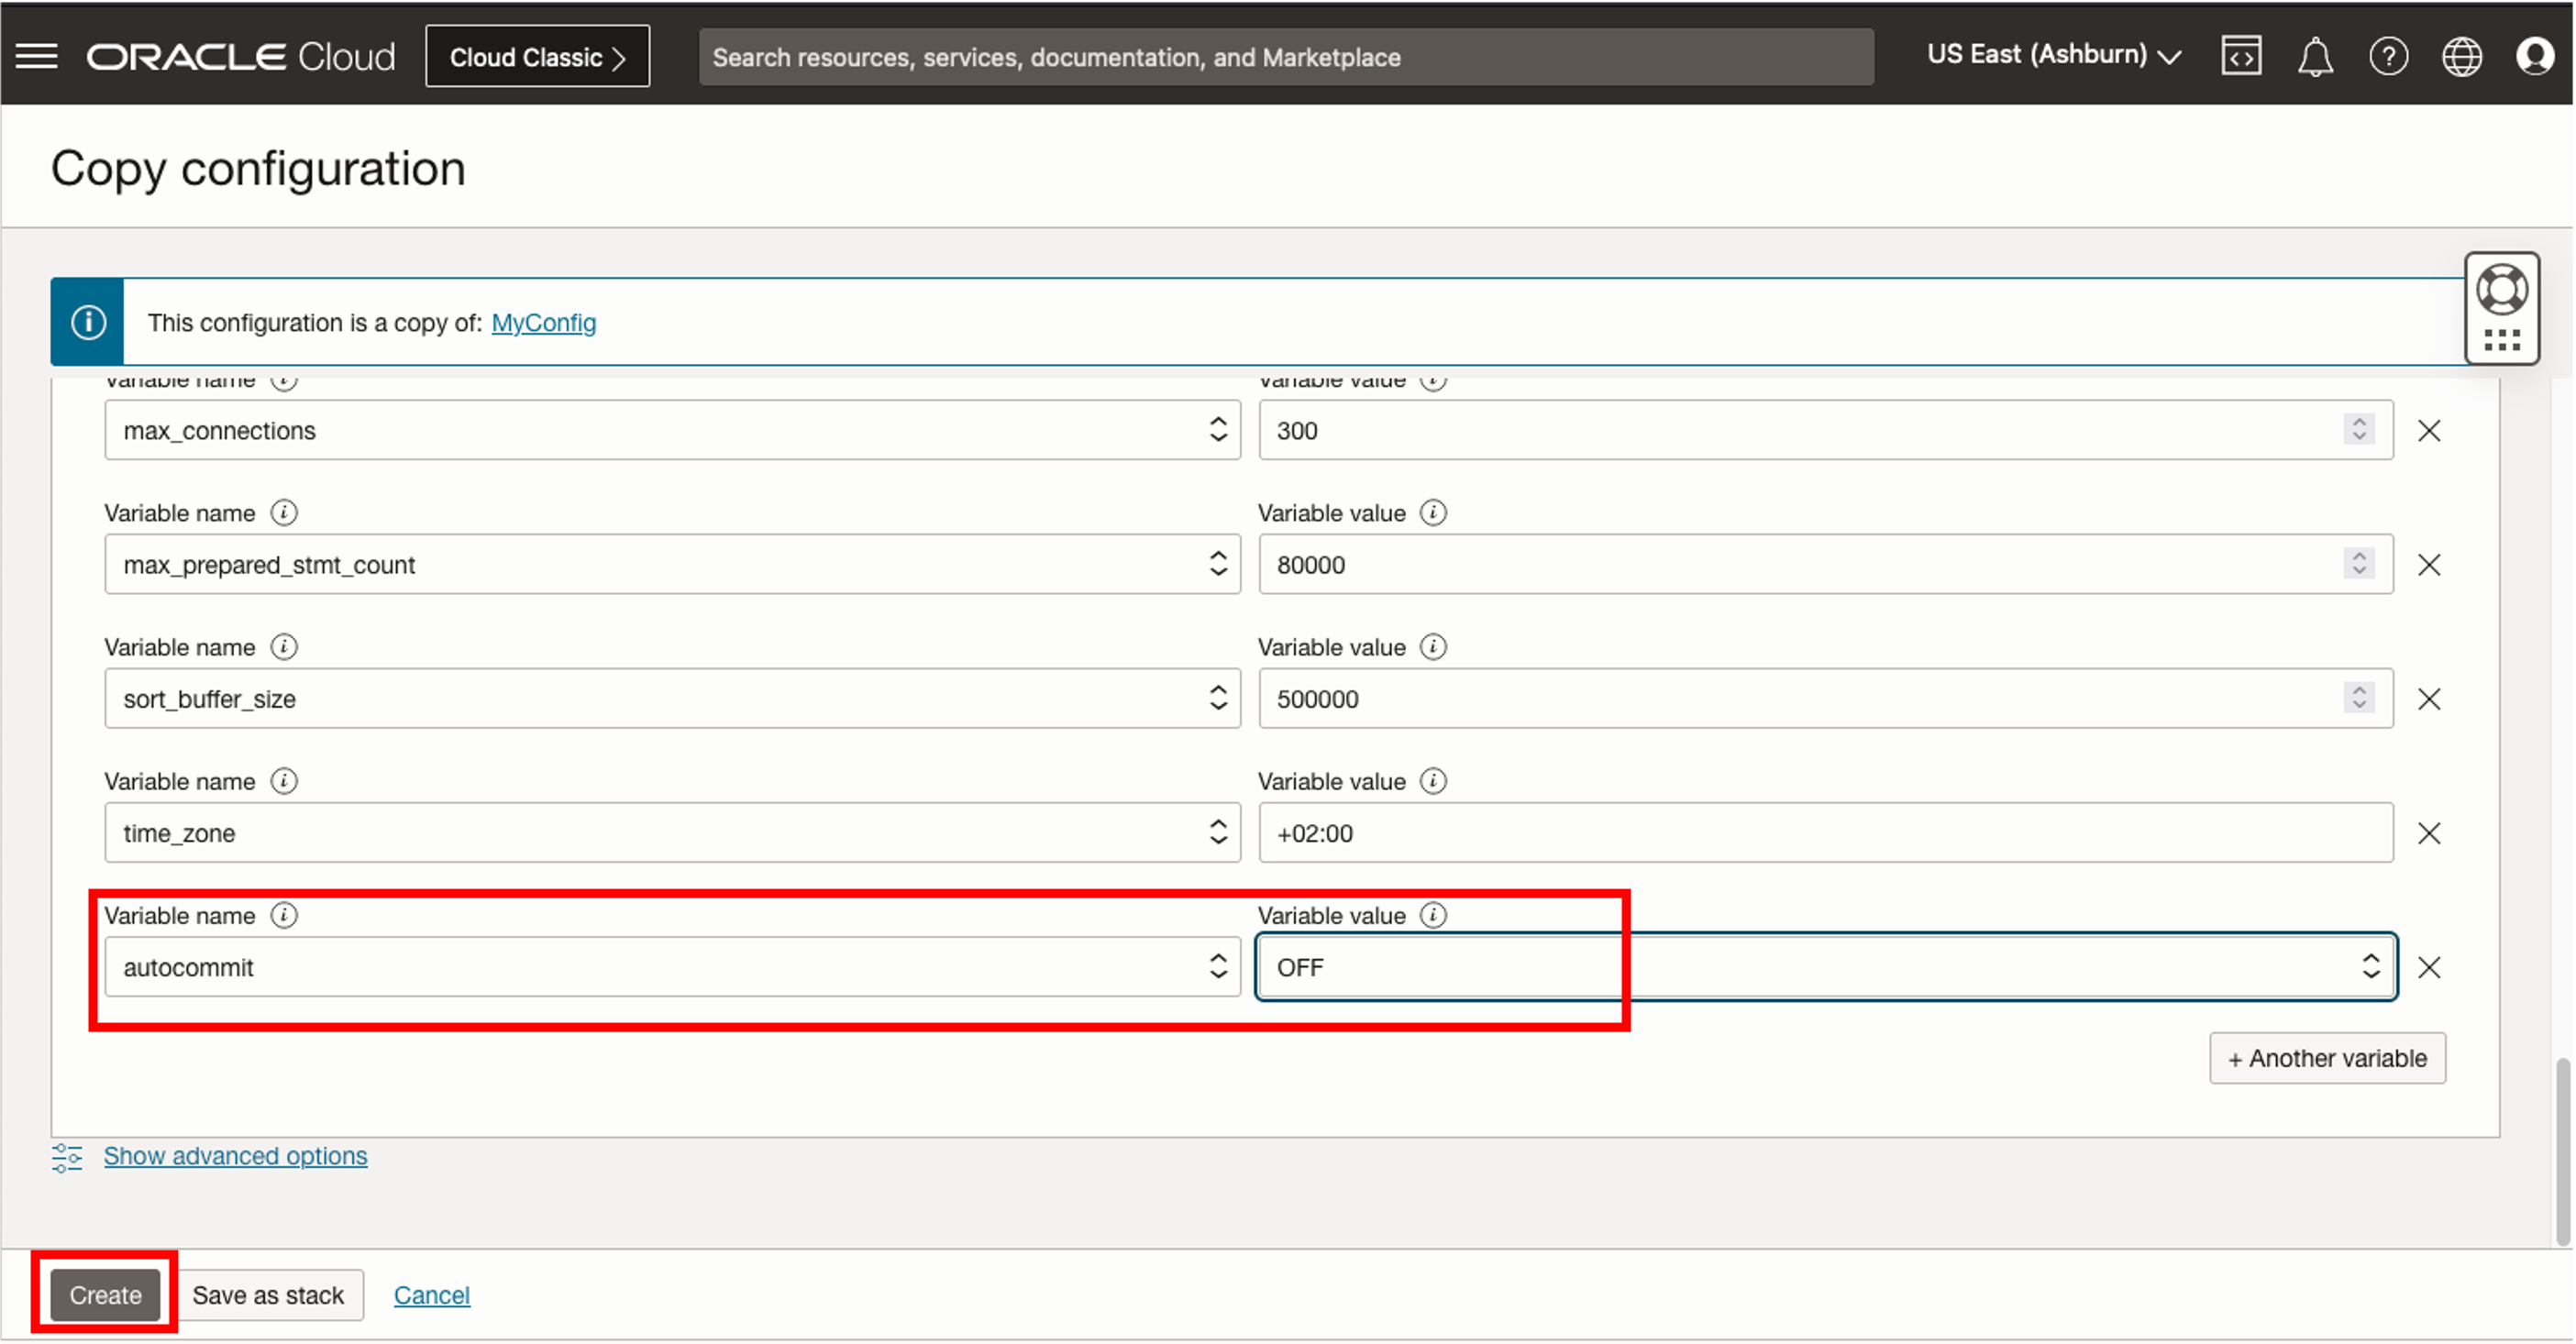 ORACLE Cloud
Cloud Classic
Search resources, services, documentation, and Marketplace
US East (Ashburn)
Copy configuration
This configuration is a copy of: MyConfig
Variable name
Variable value
max_connections
300
Variable name
Variable value
max_prepared_stmt_count
80000
Variable name
Variable value
sort_buffer_size
500000
Variable name
Variable value
time_zone
+02:00
Variable name
Variable value
autocommit
OFF
+ Another variable
Show advanced options
Create
Save as stack
Cancel